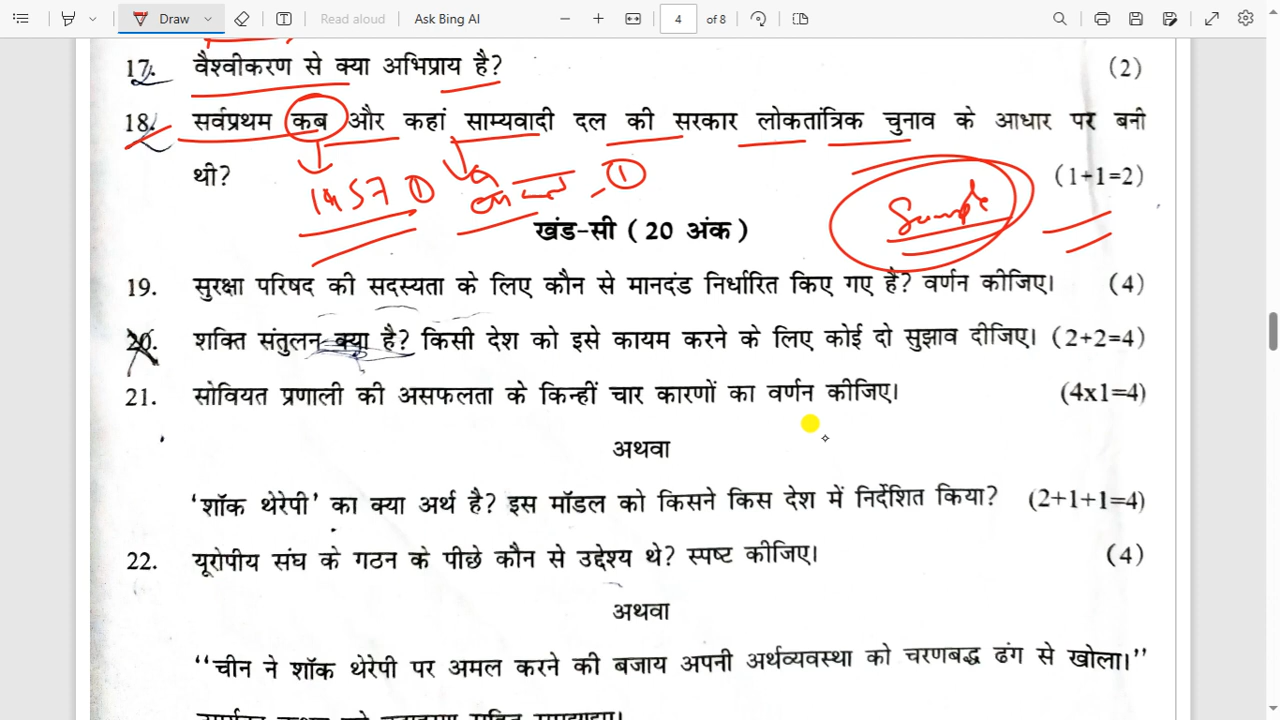 Draw
Read aloud
Ask Bing AI
4
of 8
17. वैश्वीकरण से क्या अभिप्राय है? (2)
18. सर्वप्रथम कब और कहां साम्यवादी दल की सरकार लोकतांत्रिक चुनाव के आधार पर बनी
थी? (1+1=2)
1957 ① ①
Sample
खंड-सी ( 20 अंक )
19. सुरक्षा परिषद की सदस्यता के लिए कौन से मानदंड निर्धारित किए गए है? वर्णन कीजिए। (4)
20. शक्ति संतुलन क्या है? किसी देश को इसे कायम करने के लिए कोई दो सुझाव दीजिए। (2+2=4)
21. सोवियत प्रणाली की असफलता के किन्हीं चार कारणों का वर्णन कीजिए। (4x1=4)
अथवा
‘शॉक थेरेपी’ का क्या अर्थ है? इस मॉडल को किसने किस देश में निर्देशित किया? (2+1+1=4)
22. यूरोपीय संघ के गठन के पीछे कौन से उद्देश्य थे? स्पष्ट कीजिए। (4)
अथवा
“चीन ने शॉक थेरेपी पर अमल करने की बजाय अपनी अर्थव्यवस्था को चरणबद्ध ढंग से खोला।”